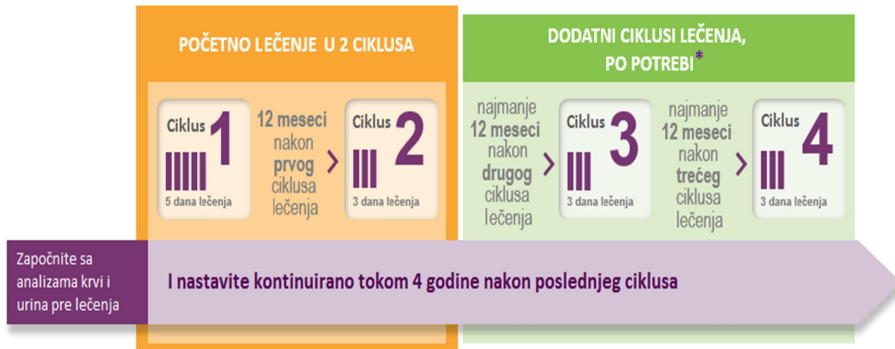 POČETNO LEČENJE U 2 CIKLUSA
DODATNI CIKLUSI LEČENJA,
PO POTREBI*
Ciklus 1
5 dana lečenja
12 meseci
nakon
prvog
ciklusa
lečenja
Ciklus 2
3 dana lečenja
najmanje
12 meseci
nakon
drugog
ciklusa
lečenja
Ciklus 3
3 dana lečenja
najmanje
12 meseci
nakon
trećeg
ciklusa
lečenja
Ciklus 4
3 dana lečenja
Započnite sa
analizama krvi i
urina pre lečenja
I nastavite kontinuirano tokom 4 godine nakon poslednjeg ciklusa